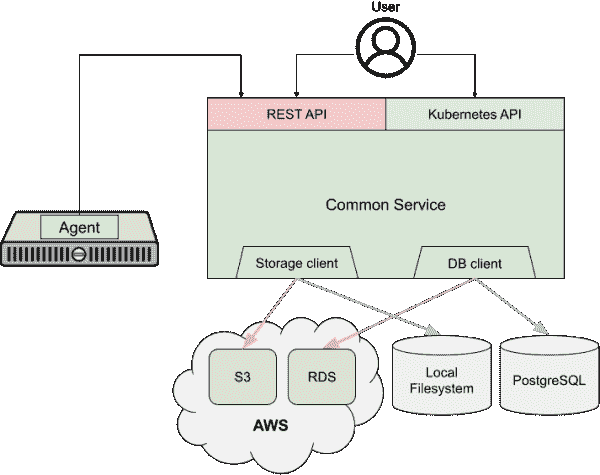 User
REST API
Kubernetes API
Common Service
Agent
Storage client
DB client
S3
RDS
Local
Filesystem
PostgreSQL
AWS